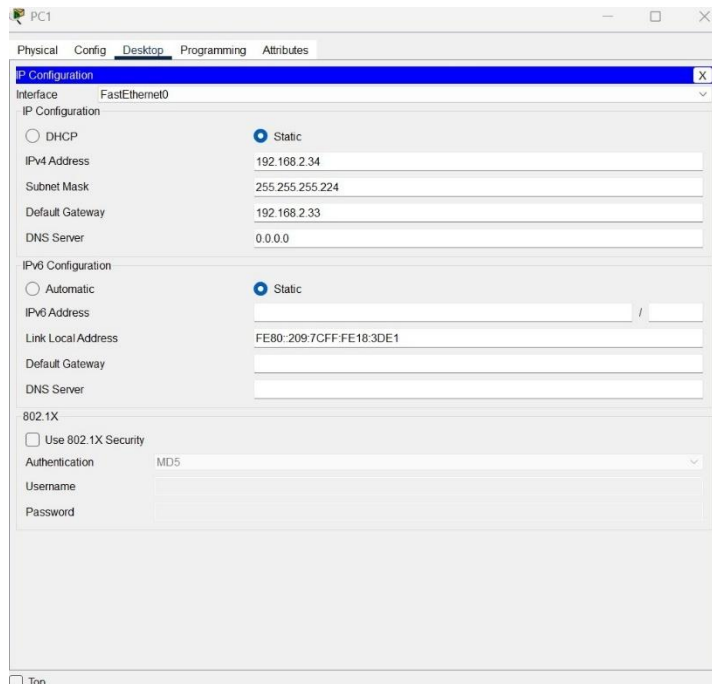 PC1
Physical Config Desktop Programming Attributes
IP Configuration X
Interface FastEthernet0
IP Configuration
DHCP Static
IPv4 Address 192.168.2.34
Subnet Mask 255.255.255.224
Default Gateway 192.168.2.33
DNS Server 0.0.0.0
IPv6 Configuration
Automatic Static
IPv6 Address /
Link Local Address FE80::209:7CFF:FE18:3DE1
Default Gateway
DNS Server
802.1X
Use 802.1X Security
Authentication MD5
Username
Password
Top